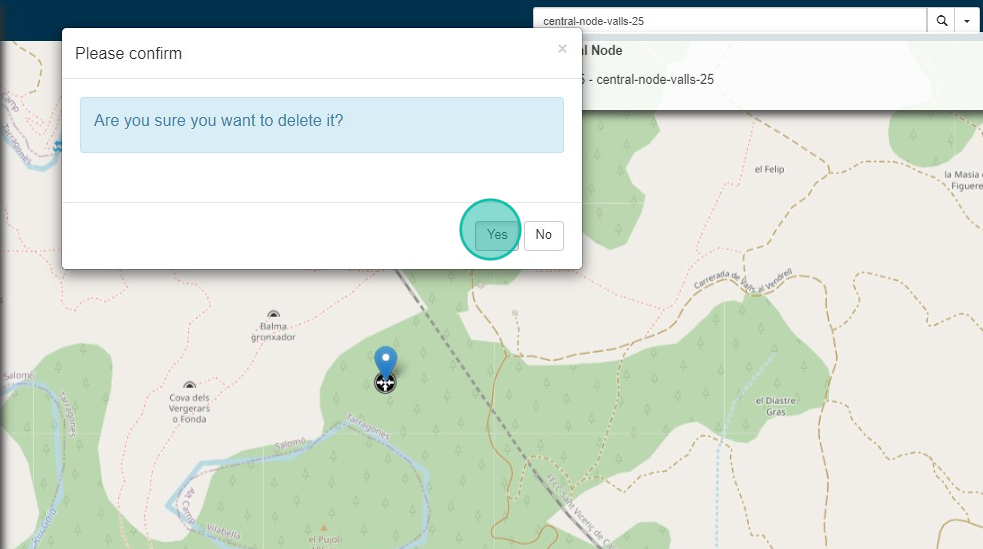 central-node-valls-25
Please confirm
×
al Node
5 - central-node-valls-25
Are you sure you want to delete it?
Yes
No
Camp
Tarragonès
el Felip
la Masia
Figuere
Carrerada de Valls al Vendrell
Balma
gronxador
Cova dels
Vergerars
o Fonda
el Diastre
Gras
Salomó
Tarragonès
Salomó
Tarragonès
Alt Camp
Vilabella
Riu Gaià
FFCC Sant Vicenç de Ca
el Pujol